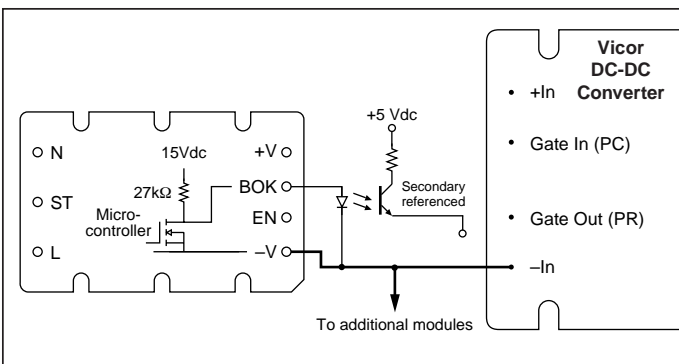 Vicor
DC-DC
Converter
+In
Gate In (PC)
Gate Out (PR)
–In
+5 Vdc
Secondary
referenced
N
ST
L
15Vdc
27kΩ
Micro-
controller
+V
BOK
EN
–V
To additional modules